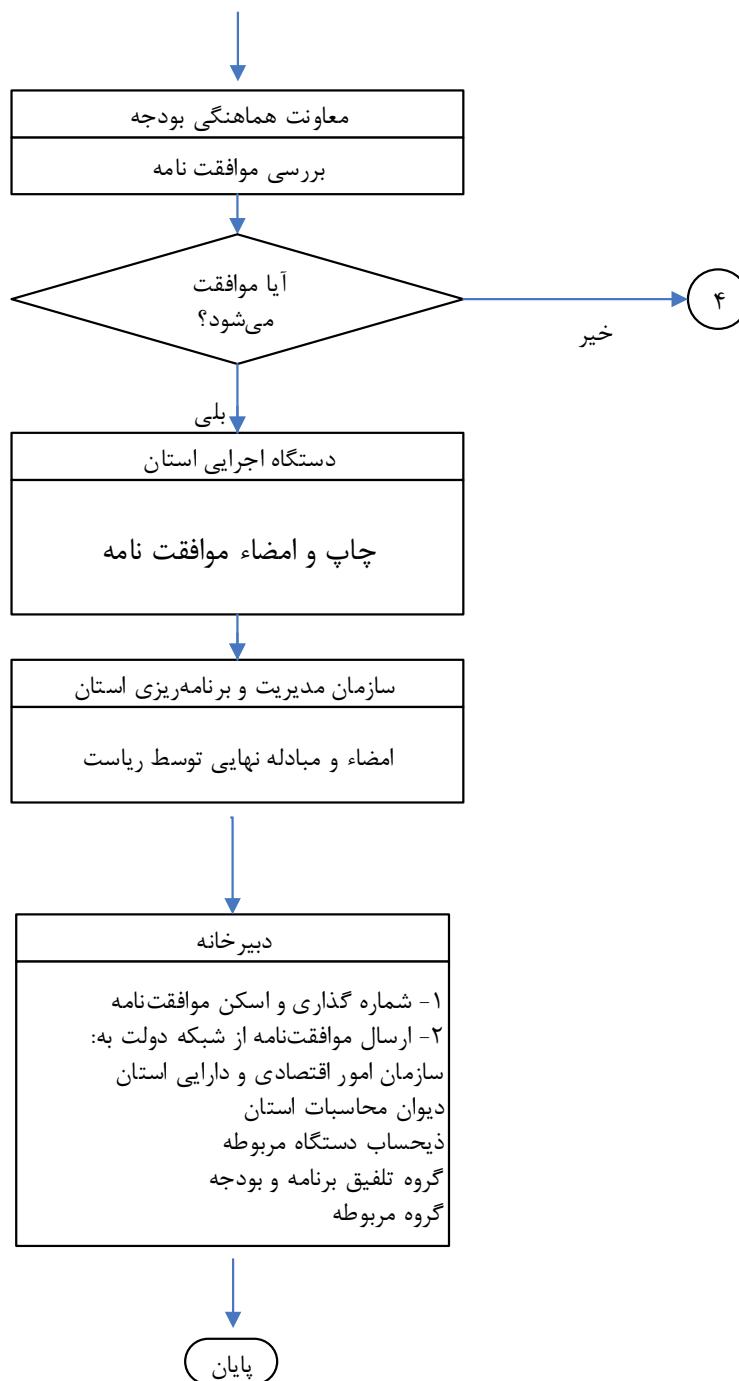 معاونت هماهنگی بودجه
بررسی موافقت نامه
آیا موافقت
می‌شود؟
۴
خیر
بلی
دستگاه اجرایی استان
چاپ و امضاء موافقت نامه
سازمان مدیریت و برنامه‌ریزی استان
امضاء و مبادله نهایی توسط ریاست
دبیرخانه
۱- شماره گذاری و اسکن موافقت‌نامه
۲- ارسال موافقت‌نامه از شبکه دولت به:
سازمان امور اقتصادی و دارایی استان
دیوان محاسبات استان
ذیحساب دستگاه مربوطه
گروه تلفیق برنامه و بودجه
گروه مربوطه
پایان